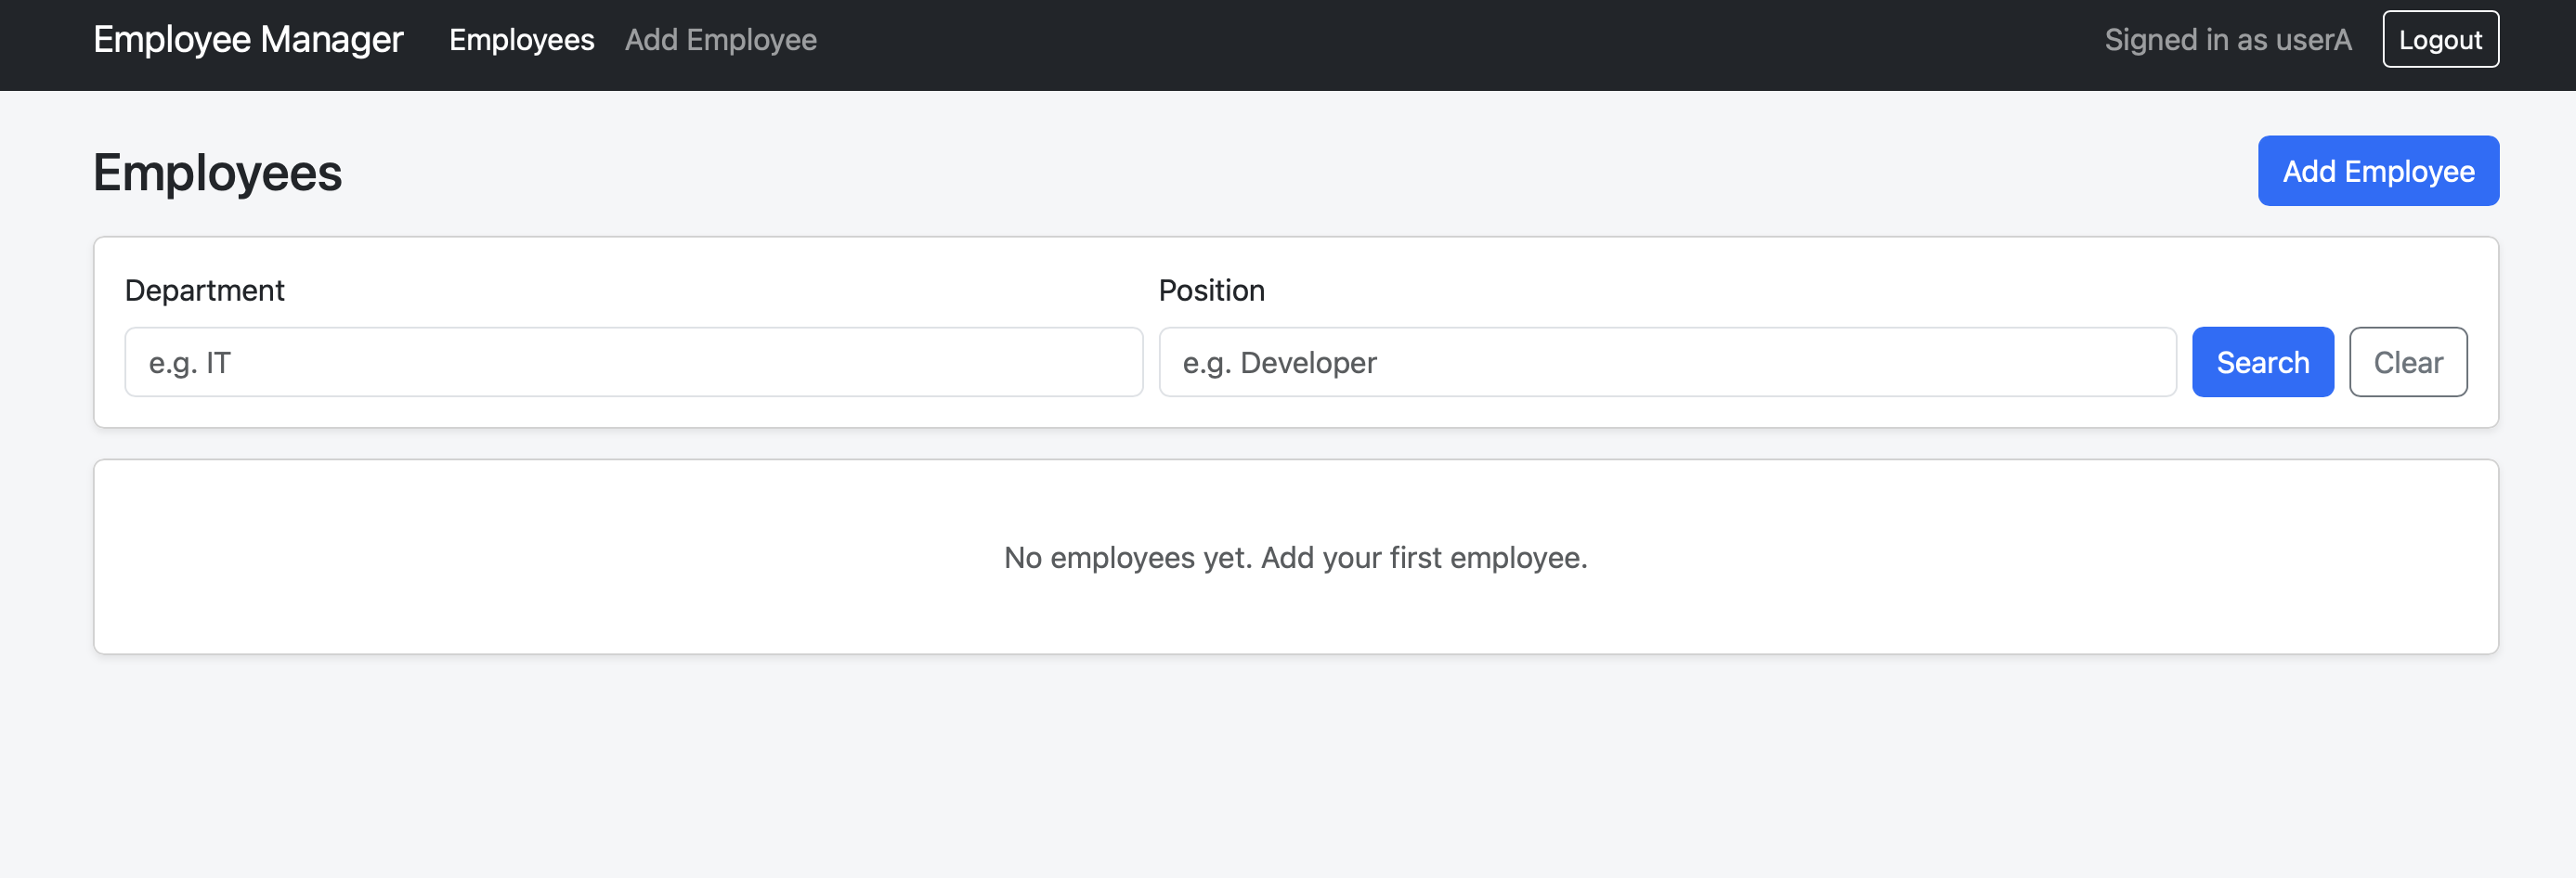 Employee Manager Employees Add Employee Signed in as userA Logout
Employees Add Employee
Department Position
e.g. IT e.g. Developer Search Clear
No employees yet. Add your first employee.